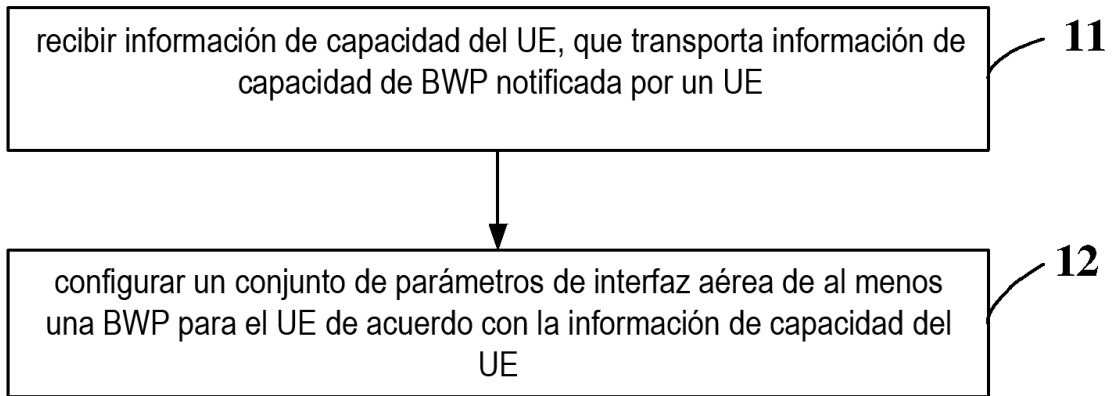 recibir información de capacidad del UE, que transporta información de
capacidad de BWP notificada por un UE
11
configurar un conjunto de parámetros de interfaz aérea de al menos
una BWP para el UE de acuerdo con la información de capacidad del
UE
12